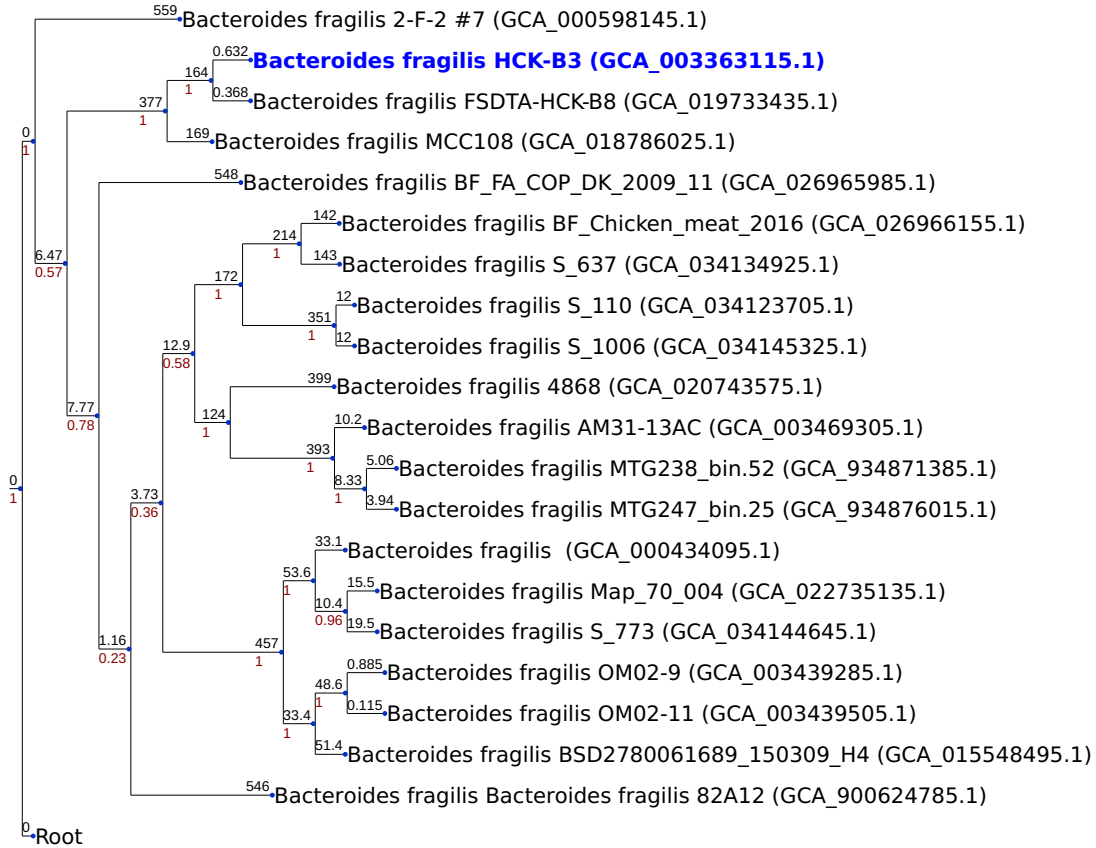 559
Bacteroides fragilis 2-F-2 #7 (GCA_000598145.1)
0.632
Bacteroides fragilis HCK-B3 (GCA_003363115.1)
164
1
0.368
Bacteroides fragilis FSDTA-HCK-B8 (GCA_019733435.1)
377
1
0
1
169
Bacteroides fragilis MCC108 (GCA_018786025.1)
548
Bacteroides fragilis BF_FA_COP_DK_2009_11 (GCA_026965985.1)
142
Bacteroides fragilis BF_Chicken_meat_2016 (GCA_026966155.1)
214
1
6.47
0.57
143
Bacteroides fragilis S_637 (GCA_034134925.1)
172
1
12
Bacteroides fragilis S_110 (GCA_034123705.1)
351
1
12.9
0.58
12
Bacteroides fragilis S_1006 (GCA_034145325.1)
399
Bacteroides fragilis 4868 (GCA_020743575.1)
7.77
0.78
124
1
10.2
Bacteroides fragilis AM31-13AC (GCA_003469305.1)
393
1
5.06
Bacteroides fragilis MTG238_bin.52 (GCA_934871385.1)
0
1
8.33
1
3.73
0.36
3.94
Bacteroides fragilis MTG247_bin.25 (GCA_934876015.1)
33.1
Bacteroides fragilis (GCA_000434095.1)
53.6
1
15.5
Bacteroides fragilis Map_70_004 (GCA_022735135.1)
10.4
0.96
19.5
Bacteroides fragilis S_773 (GCA_034144645.1)
1.16
0.23
457
1
0.885
Bacteroides fragilis OM02-9 (GCA_003439285.1)
48.6
1
0.115
Bacteroides fragilis OM02-11 (GCA_003439505.1)
33.4
1
51.4
Bacteroides fragilis BSD2780061689_150309_H4 (GCA_015548495.1)
546
Bacteroides fragilis Bacteroides fragilis 82A12 (GCA_900624785.1)
0
Root